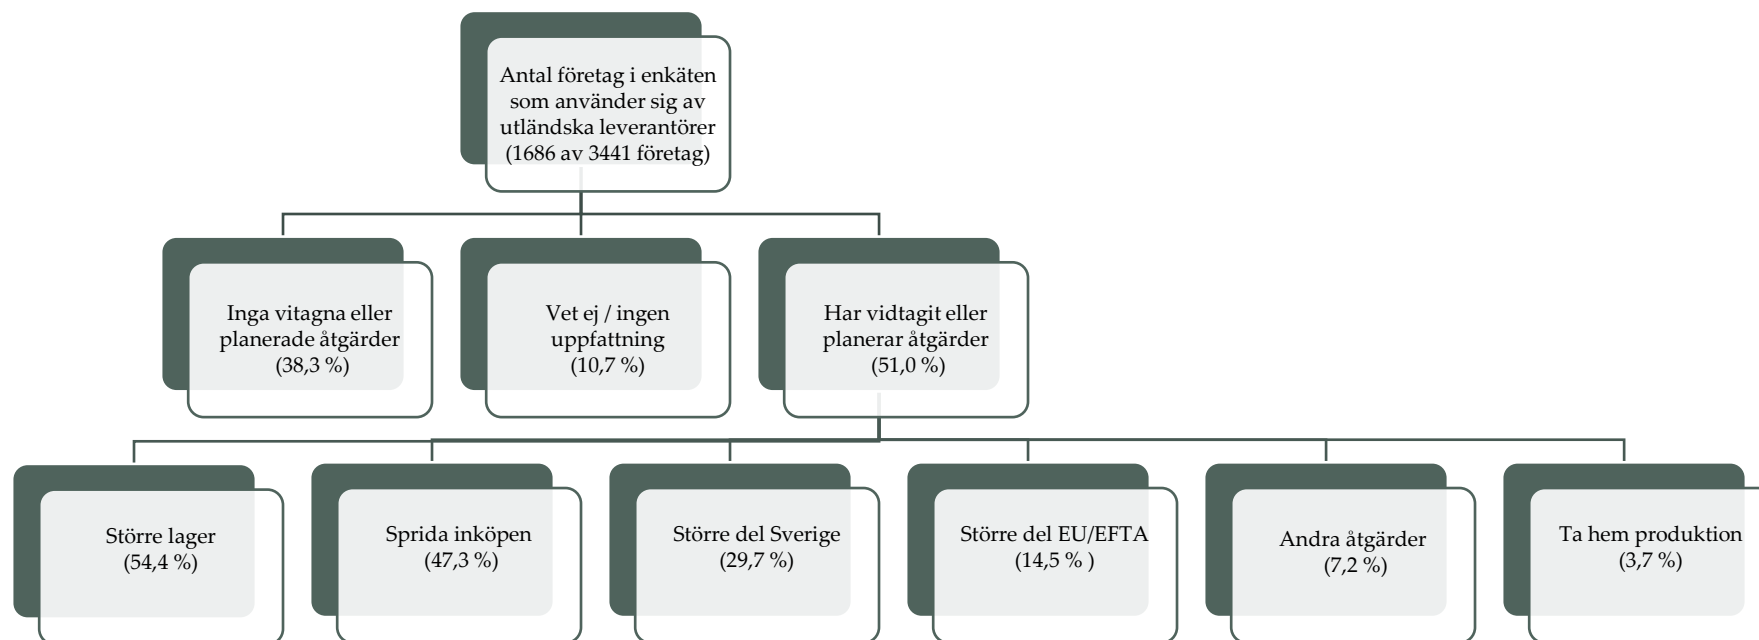 Antal företag i enkäten
som använder sig av
utländska leverantörer
(1686 av 3441 företag)
Inga vitagna eller
planerade åtgärder
(38,3 %)
Vet ej / ingen
uppfattning
(10,7 %)
Har vidtagit eller
planerar åtgärder
(51,0 %)
Större lager
(54,4 %)
Sprida inköpen
(47,3 %)
Större del Sverige
(29,7 %)
Större del EU/EFTA
(14,5 % )
Andra åtgärder
(7,2 %)
Ta hem produktion
(3,7 %)